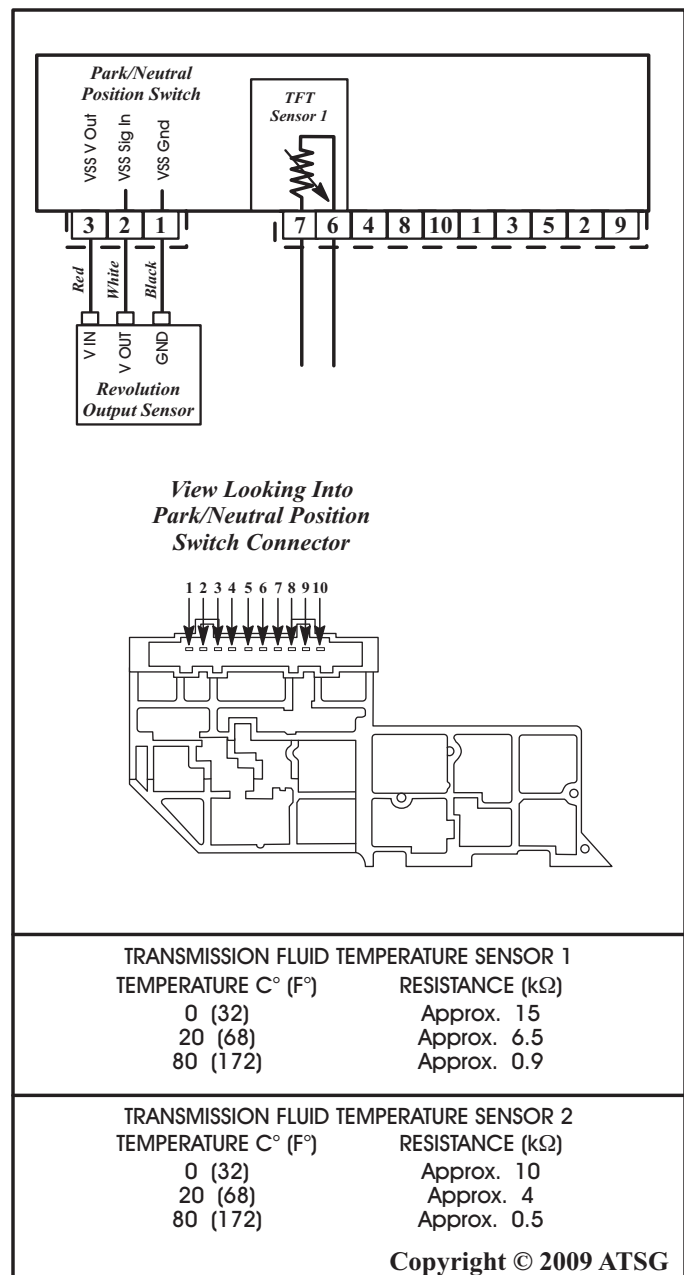 Park/Neutral
Position Switch
VSS V Out
VSS Sig In
VSS Gnd
TFT
Sensor 1
3 2 1
7 6 4 8 10 1 3 5 2 9
Red
White
Black
V IN
V OUT
GND
Revolution
Output Sensor
View Looking Into
Park/Neutral Position
Switch Connector
1 2 3 4 5 6 7 8 9 10
TRANSMISSION FLUID TEMPERATURE SENSOR 1
TEMPERATURE C° (F°) RESISTANCE (kΩ)
0 (32) Approx. 15
20 (68) Approx. 6.5
80 (172) Approx. 0.9
TRANSMISSION FLUID TEMPERATURE SENSOR 2
TEMPERATURE C° (F°) RESISTANCE (kΩ)
0 (32) Approx. 10
20 (68) Approx. 4
80 (172) Approx. 0.5
Copyright © 2009 ATSG